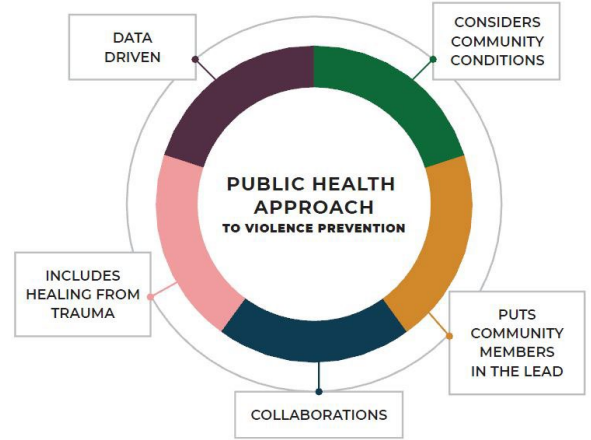 DATA
DRIVEN
CONSIDERS
COMMUNITY
CONDITIONS
PUBLIC HEALTH
APPROACH
TO VIOLENCE PREVENTION
INCLUDES
HEALING FROM
TRAUMA
PUTS
COMMUNITY
MEMBERS
IN THE LEAD
COLLABORATIONS